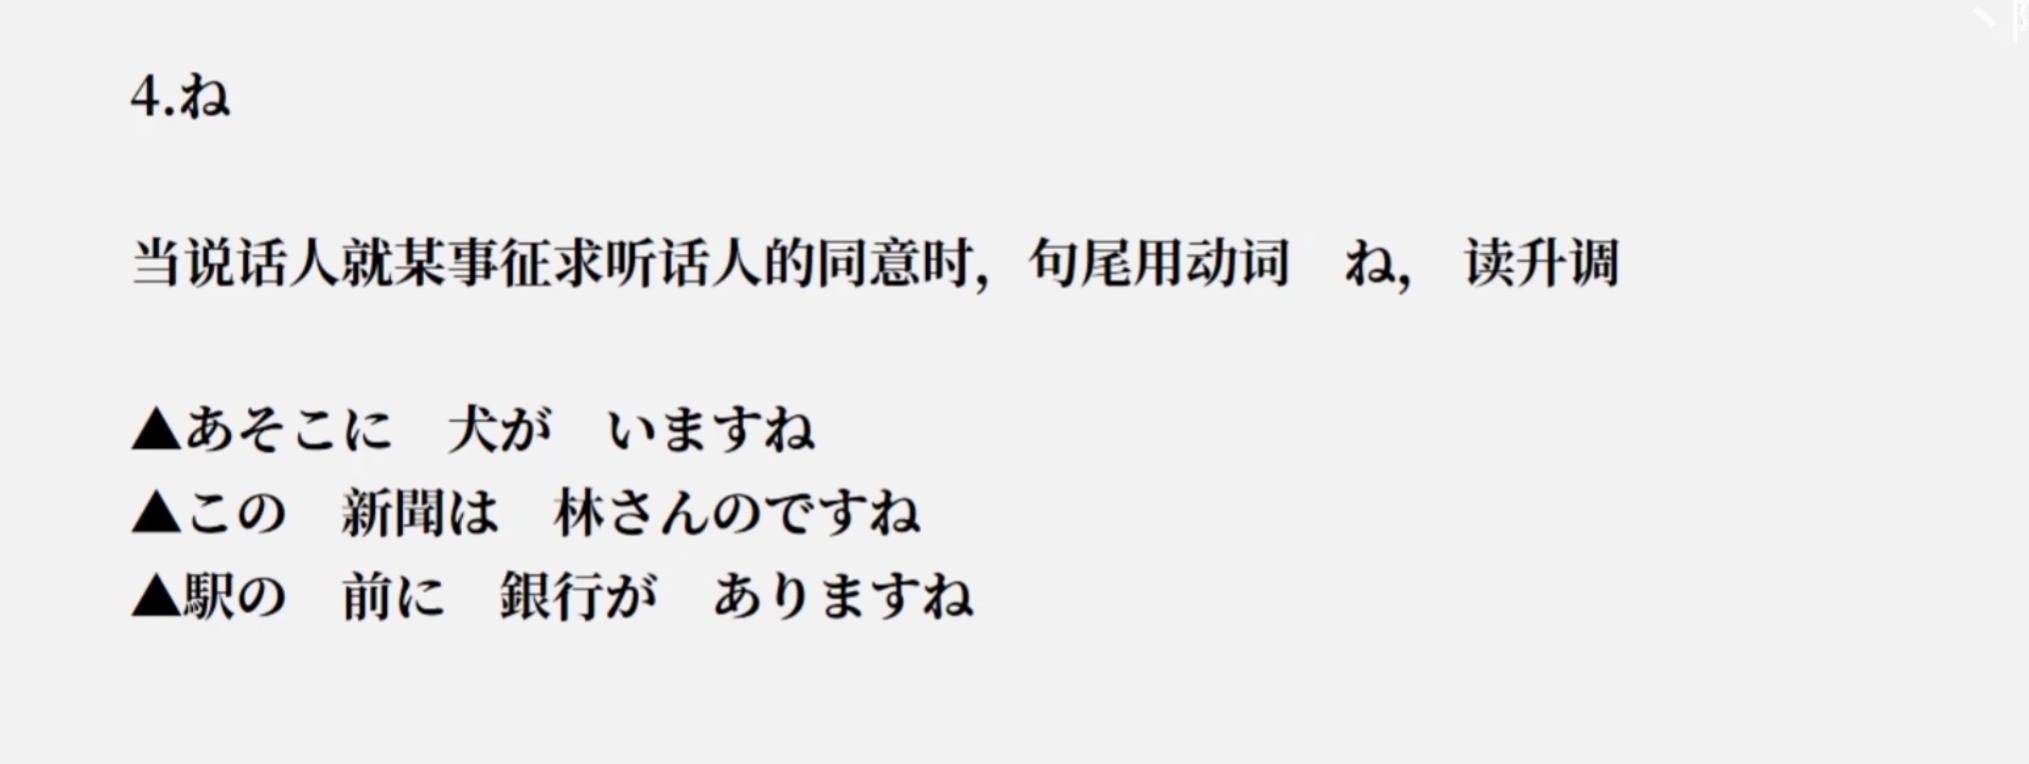 4.ね
当说话人就某事征求听话人的同意时，句尾用动词　ね，　读升调
▲あそこに　犬が　いますね
▲この　新聞は　林さんのですね
▲駅の　前に　銀行が　ありますね